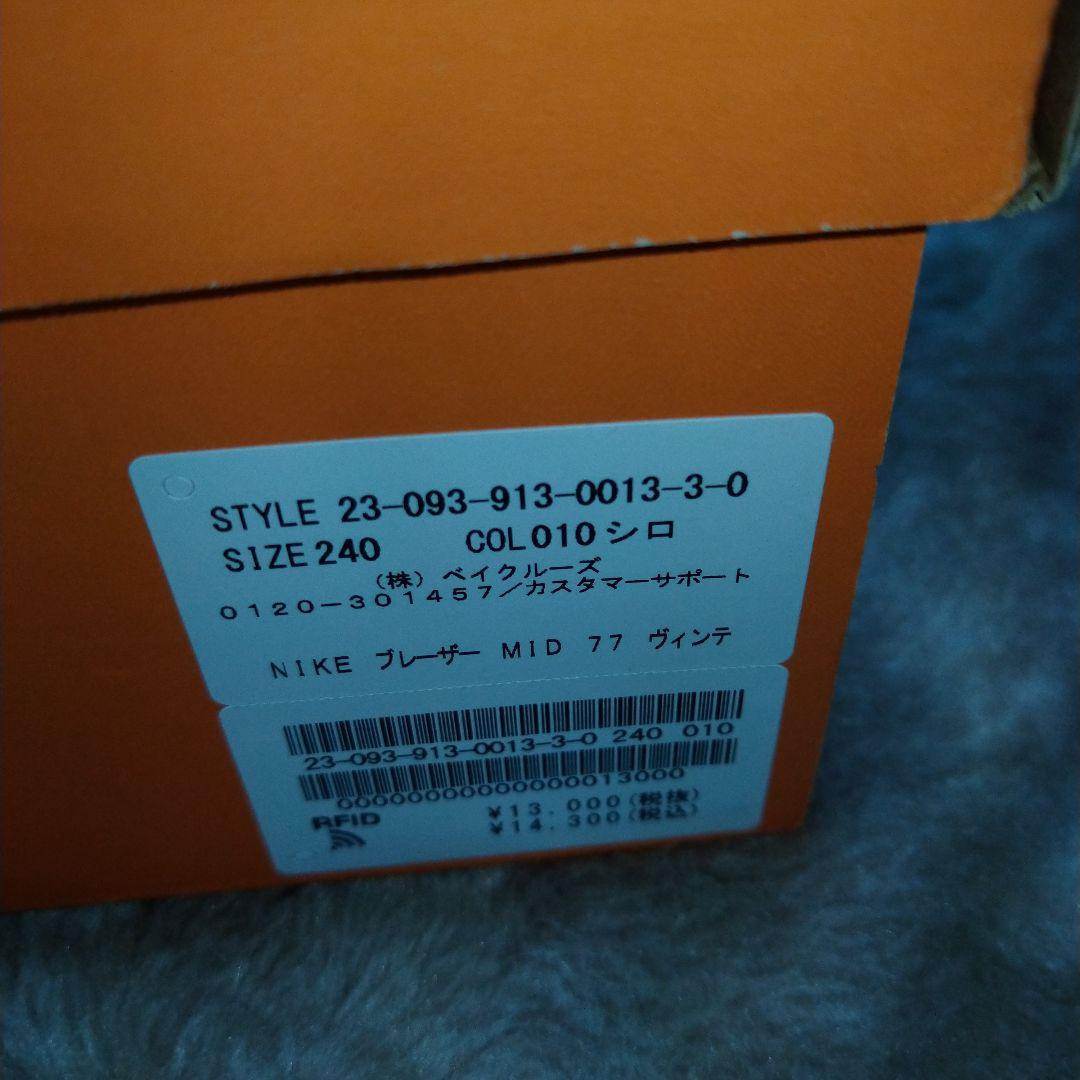 STYLE 23-093-913-0013-3-0
SIZE 240 COL 010 シロ
(株) ベイクルーズ
0120-301457/カスタマーサポート
NIKE ブレーザー MID 77 ヴィンテ
23-093-913-0013-3-0 240 010
0000000000000013000
RFID ¥13.000(税抜)
¥14.300(税込)